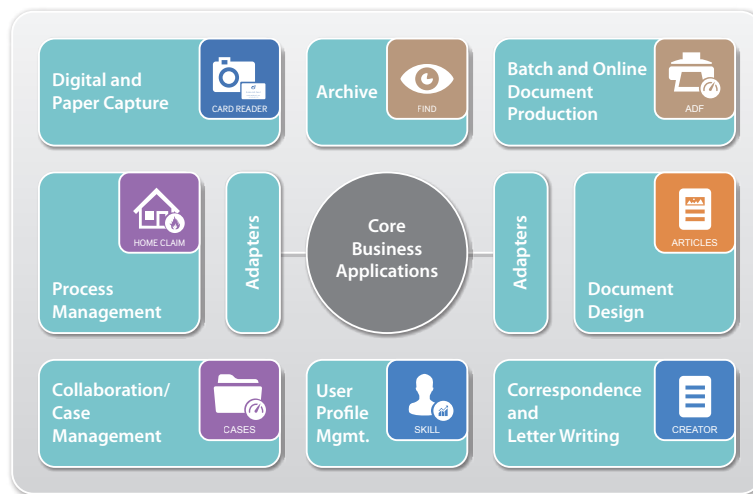 Digital and
Paper Capture
CARD READER
Archive
FIND
Batch and Online
Document
Production
ADF
HOME CLAIM
Process
Management
Adapters
Core
Business
Applications
Adapters
ARTICLES
Document
Design
Collaboration/
Case
Management
CASES
User
Profile
Mgmt.
SKILL
Correspondence
and
Letter Writing
CREATOR